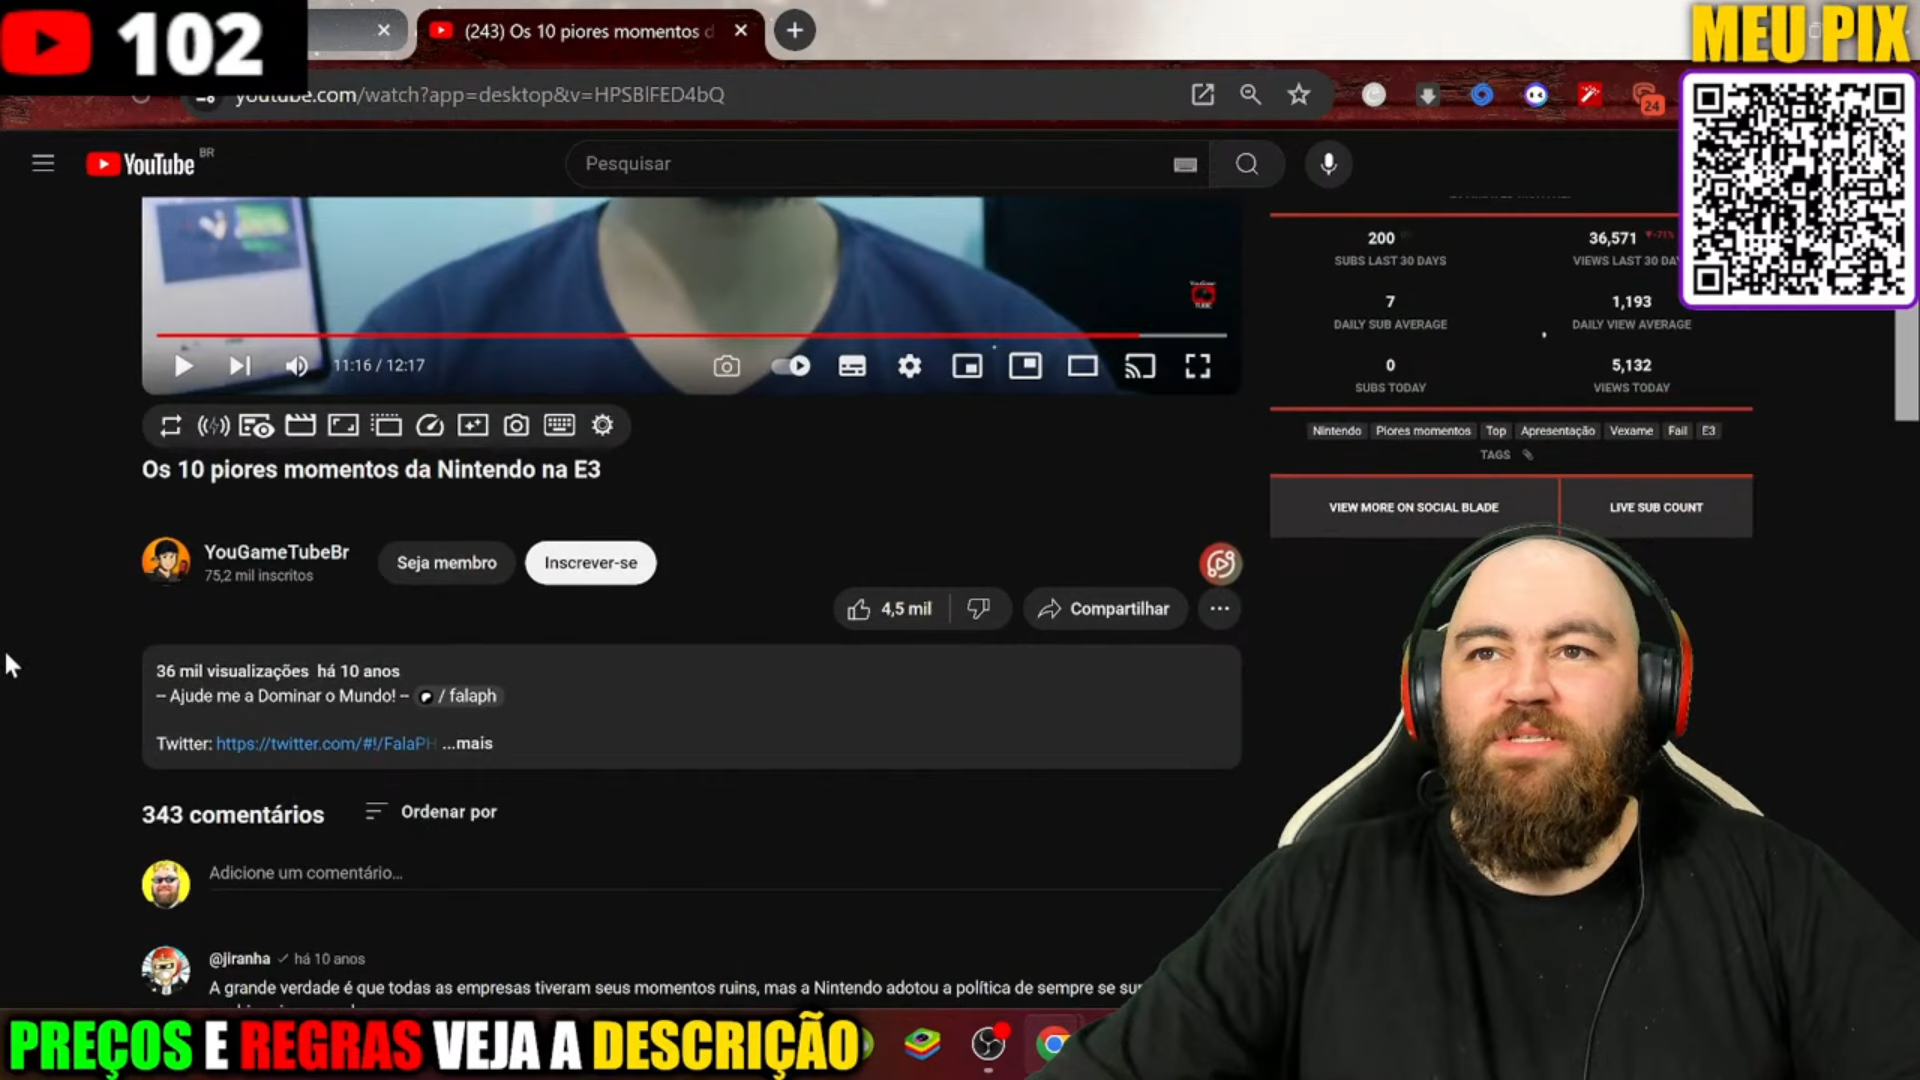 102
(243) Os 10 piores momentos d
MEU PIX
youtube.com/watch?app=desktop&v=HPSBlFED4bQ
24
YouTube BR
Pesquisar
200
SUBS LAST 30 DAYS
36,571 -71%
VIEWS LAST 30 DA
7
DAILY SUB AVERAGE
1,193
DAILY VIEW AVERAGE
0
SUBS TODAY
5,132
VIEWS TODAY
11:16 / 12:17
Nintendo Piores momentos Top Apresentação Vexame Fail E3
TAGS
VIEW MORE ON SOCIAL BLADE
LIVE SUB COUNT
Os 10 piores momentos da Nintendo na E3
YouGameTubeBr
75,2 mil inscritos
Seja membro
Inscrever-se
4,5 mil
Compartilhar
36 mil visualizações há 10 anos
-- Ajude me a Dominar o Mundo! -- / falaph
Twitter: https://twitter.com/#!/FalaPH ...mais
343 comentários
Ordenar por
Adicione um comentário...
@jiranha há 10 anos
A grande verdade é que todas as empresas tiveram seus momentos ruins, mas a Nintendo adotou a política de sempre se su
PREÇOS E REGRAS VEJA A DESCRIÇÃO